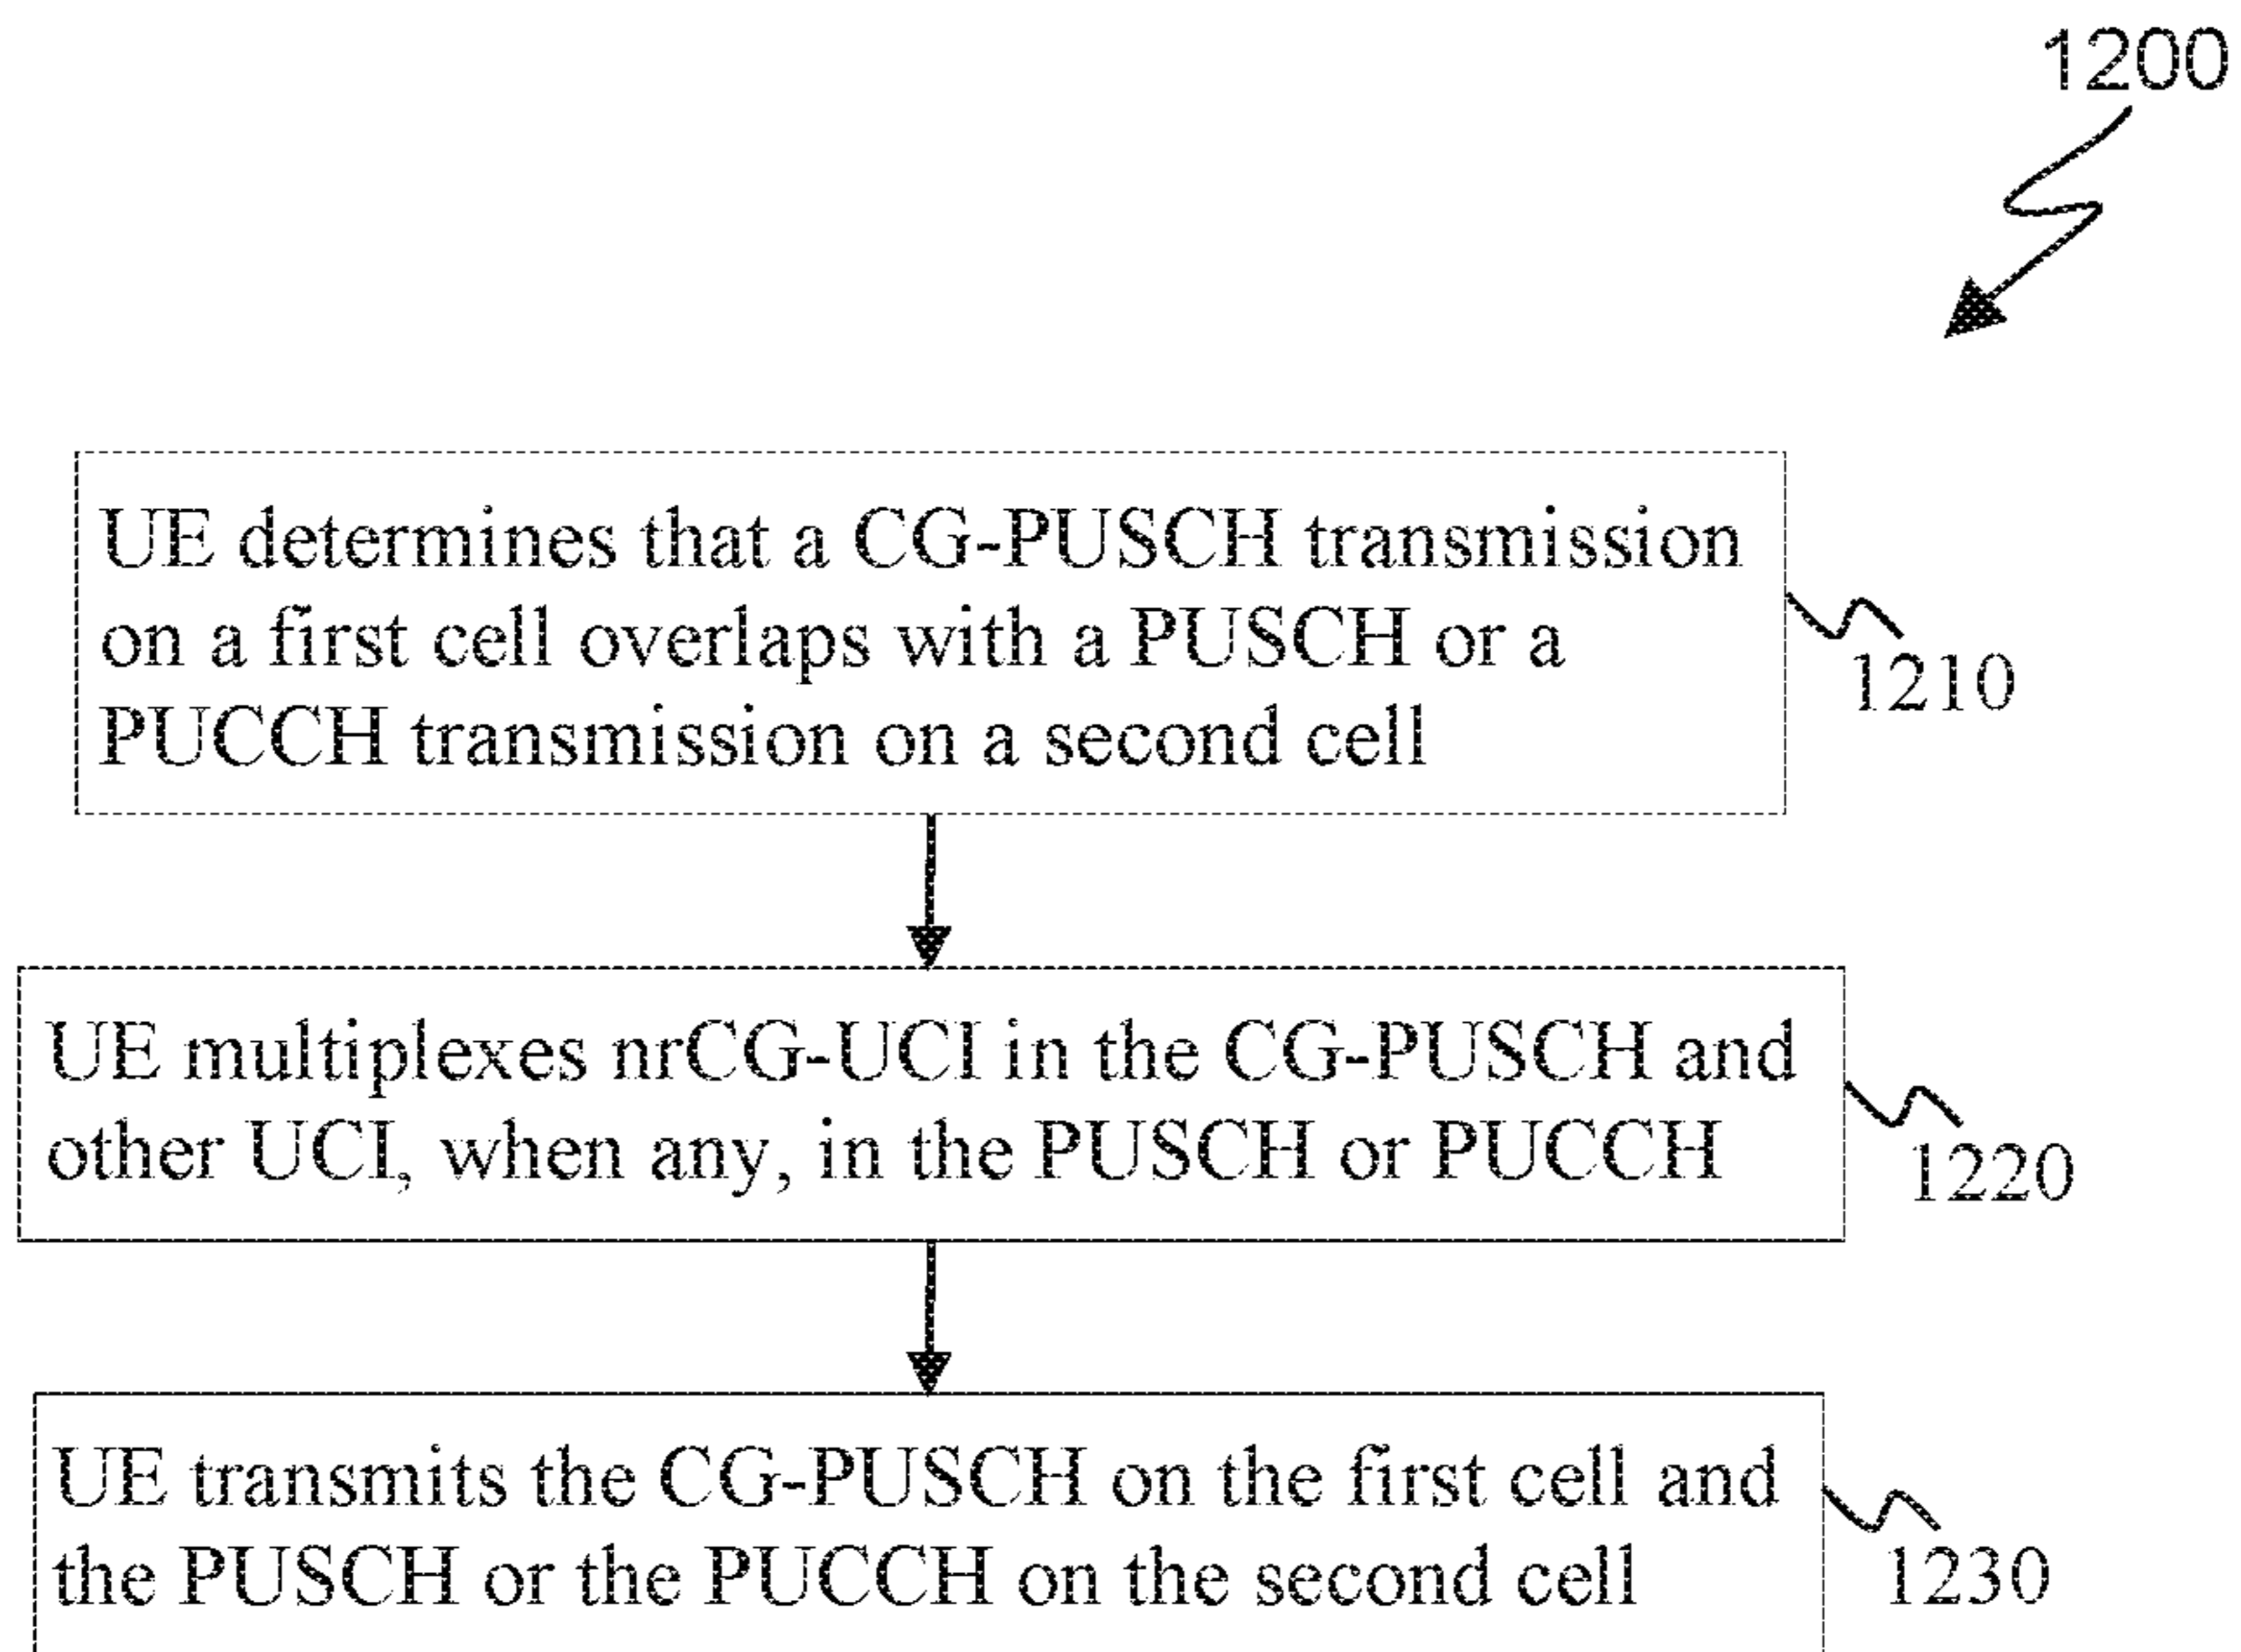 1200
UE determines that a CG-PUSCH transmission
on a first cell overlaps with a PUSCH or a
PUCCH transmission on a second cell
1210
UE multiplexes nrCG-UCI in the CG-PUSCH and
other UCI, when any, in the PUSCH or PUCCH
1220
UE transmits the CG-PUSCH on the first cell and
the PUSCH or the PUCCH on the second cell
1230